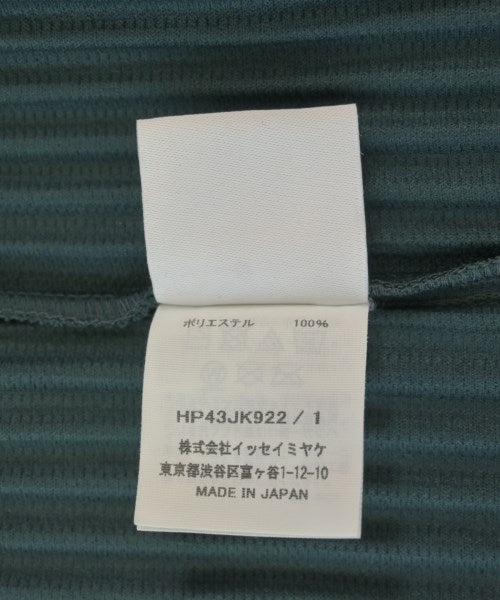 ポリエステル 100%
HP43JK922 / 1
株式会社イッセイミヤケ
東京都渋谷区富ヶ谷1-12-10
MADE IN JAPAN